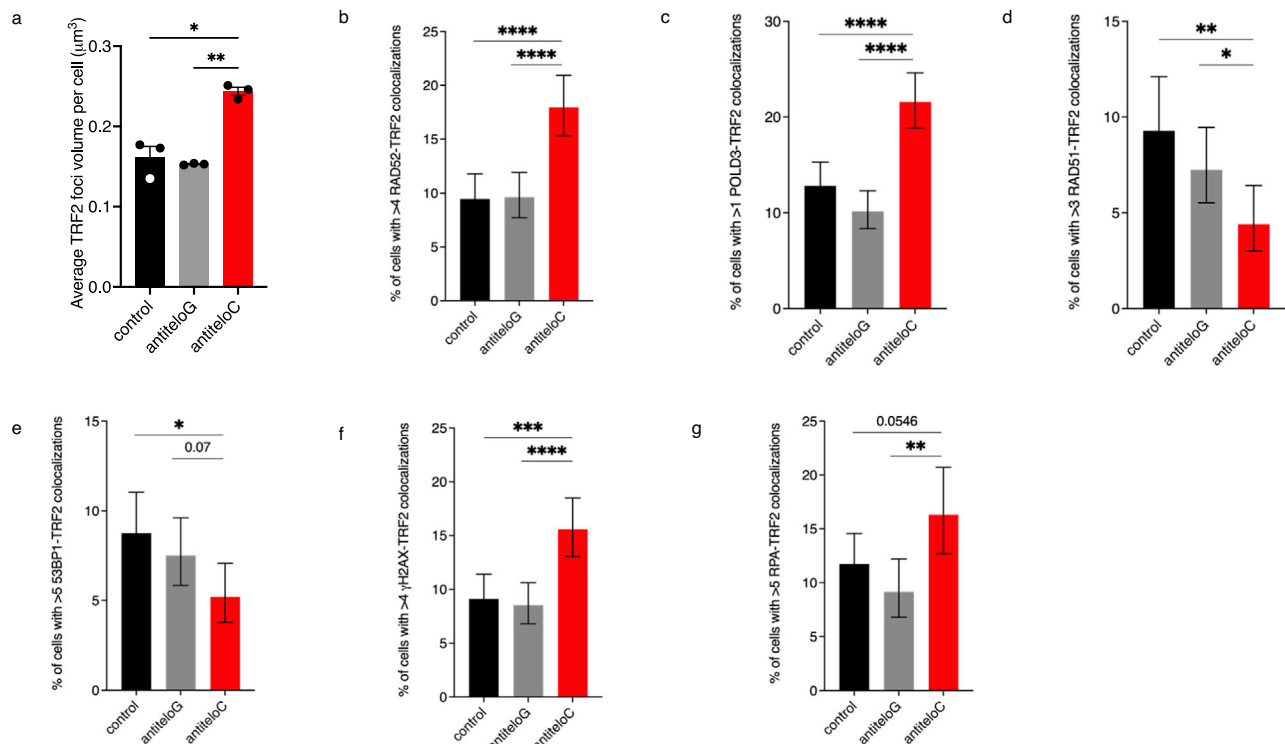 a
Average TRF2 foci volume per cell (μm³)
0.3
0.2
0.1
0.0
*
**
control
antiteloG
antiteloC
b
% of cells with >4 RAD52-TRF2 colocalizations
25
20
15
10
5
0
****
****
control
antiteloG
antiteloC
c
% of cells with >1 POLD3-TRF2 colocalizations
30
20
10
0
****
****
control
antiteloG
antiteloC
d
% of cells with >3 RAD51-TRF2 colocalizations
15
10
5
0
**
*
control
antiteloG
antiteloC
e
% of cells with >5 53BP1-TRF2 colocalizations
15
10
5
0
*
0.07
control
antiteloG
antiteloC
f
% of cells with >4 γH2AX-TRF2 colocalizations
25
20
15
10
5
0
***
****
control
antiteloG
antiteloC
g
% of cells with >5 RPA-TRF2 colocalizations
25
20
15
10
5
0
0.0546
**
control
antiteloG
antiteloC